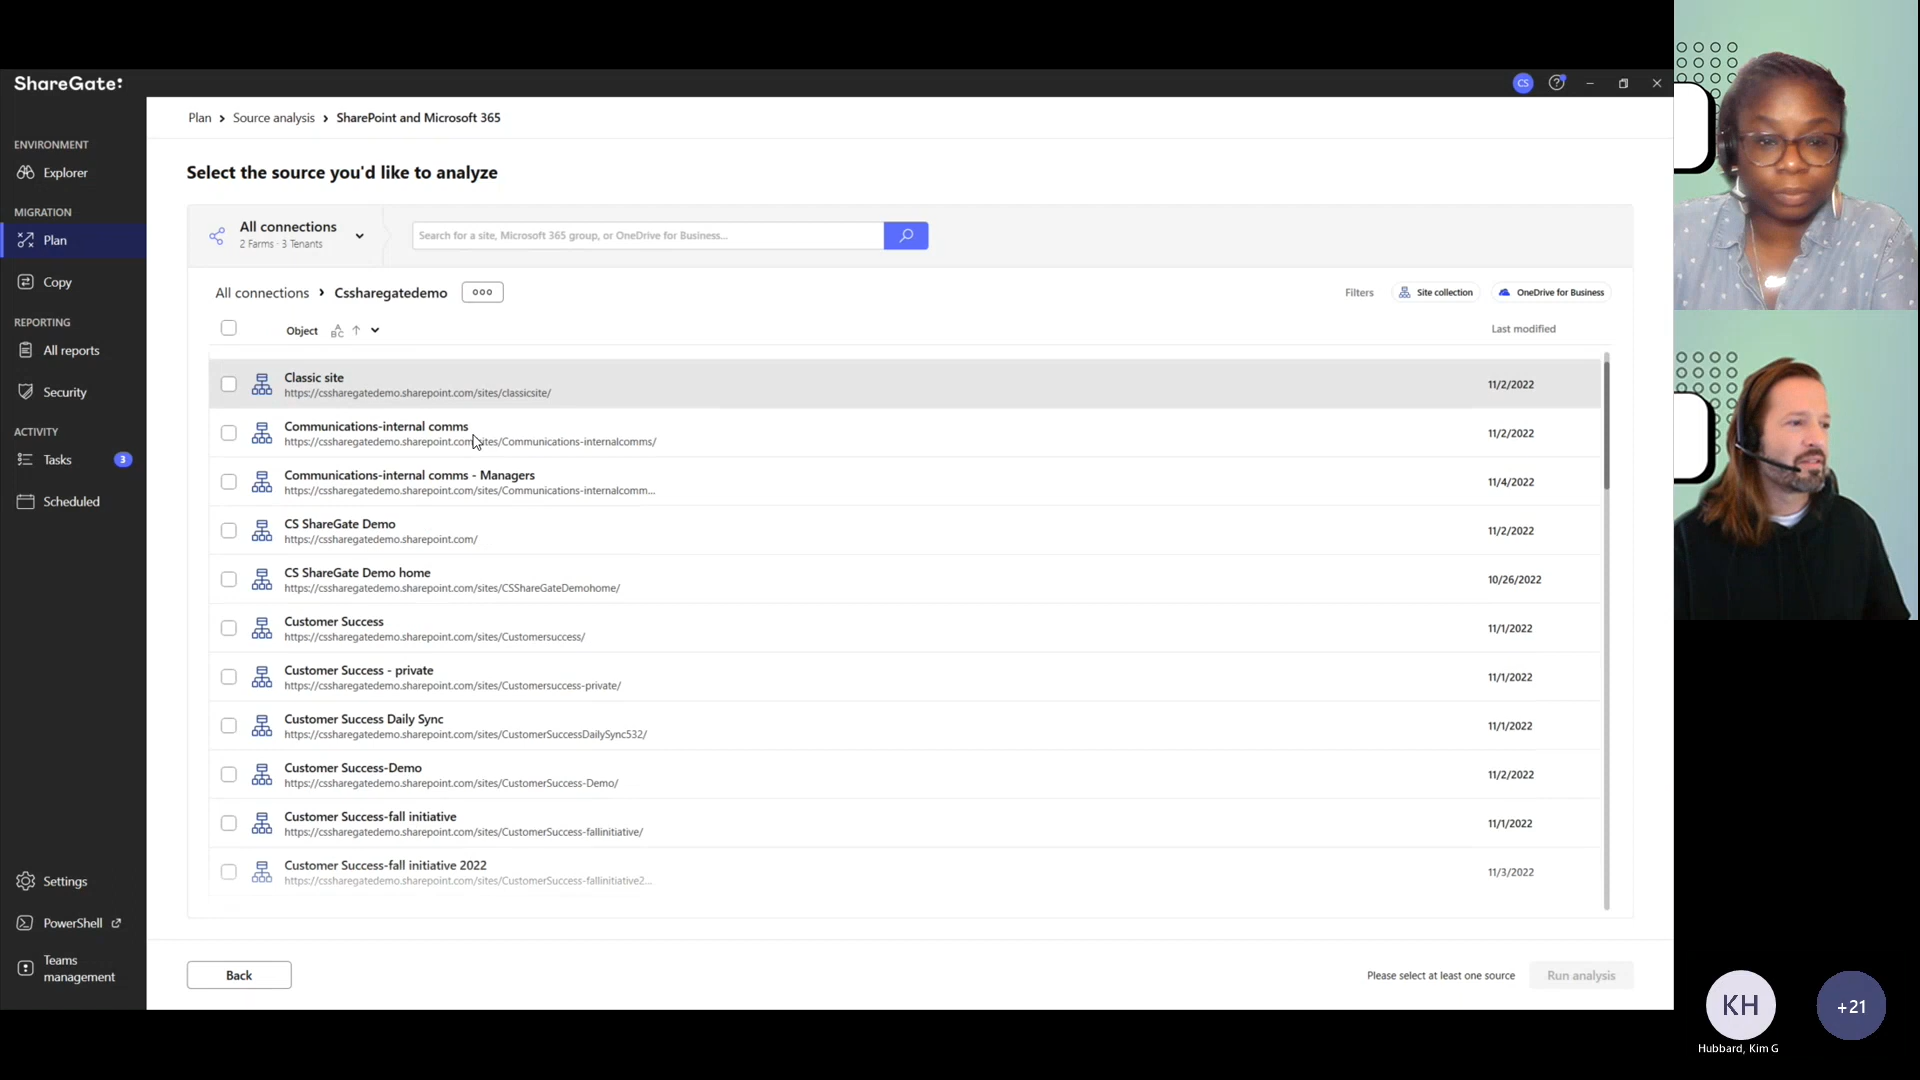 ShareGate:
CS
Plan > Source analysis > SharePoint and Microsoft 365
ENVIRONMENT
Explorer
MIGRATION
Plan
Copy
REPORTING
All reports
Security
ACTIVITY
Tasks 3
Scheduled
Settings
PowerShell
Teams
management
Select the source you'd like to analyze
All connections
2 Farms · 3 Tenants
Search for a site, Microsoft 365 group, or OneDrive for Business...
All connections > Cssharegatedemo
Filters Site collection OneDrive for Business
Object ABC Last modified
Classic site
https://cssharegatedemo.sharepoint.com/sites/classicsite/
11/2/2022
Communications-internal comms
https://cssharegatedemo.sharepoint.com/sites/Communications-internalcomms/
11/2/2022
Communications-internal comms - Managers
https://cssharegatedemo.sharepoint.com/sites/Communications-internalcomm...
11/4/2022
CS ShareGate Demo
https://cssharegatedemo.sharepoint.com/
11/2/2022
CS ShareGate Demo home
https://cssharegatedemo.sharepoint.com/sites/CSShareGateDemohome/
10/26/2022
Customer Success
https://cssharegatedemo.sharepoint.com/sites/Customersuccess/
11/1/2022
Customer Success - private
https://cssharegatedemo.sharepoint.com/sites/Customersuccess-private/
11/1/2022
Customer Success Daily Sync
https://cssharegatedemo.sharepoint.com/sites/CustomerSuccessDailySync532/
11/1/2022
Customer Success-Demo
https://cssharegatedemo.sharepoint.com/sites/CustomerSuccess-Demo/
11/2/2022
Customer Success-fall initiative
https://cssharegatedemo.sharepoint.com/sites/CustomerSuccess-fallinitiative/
11/1/2022
Customer Success-fall initiative 2022
https://cssharegatedemo.sharepoint.com/sites/CustomerSuccess-fallinitiative2...
11/3/2022
Back
Please select at least one source
Run analysis
KH
Hubbard, Kim G
+21